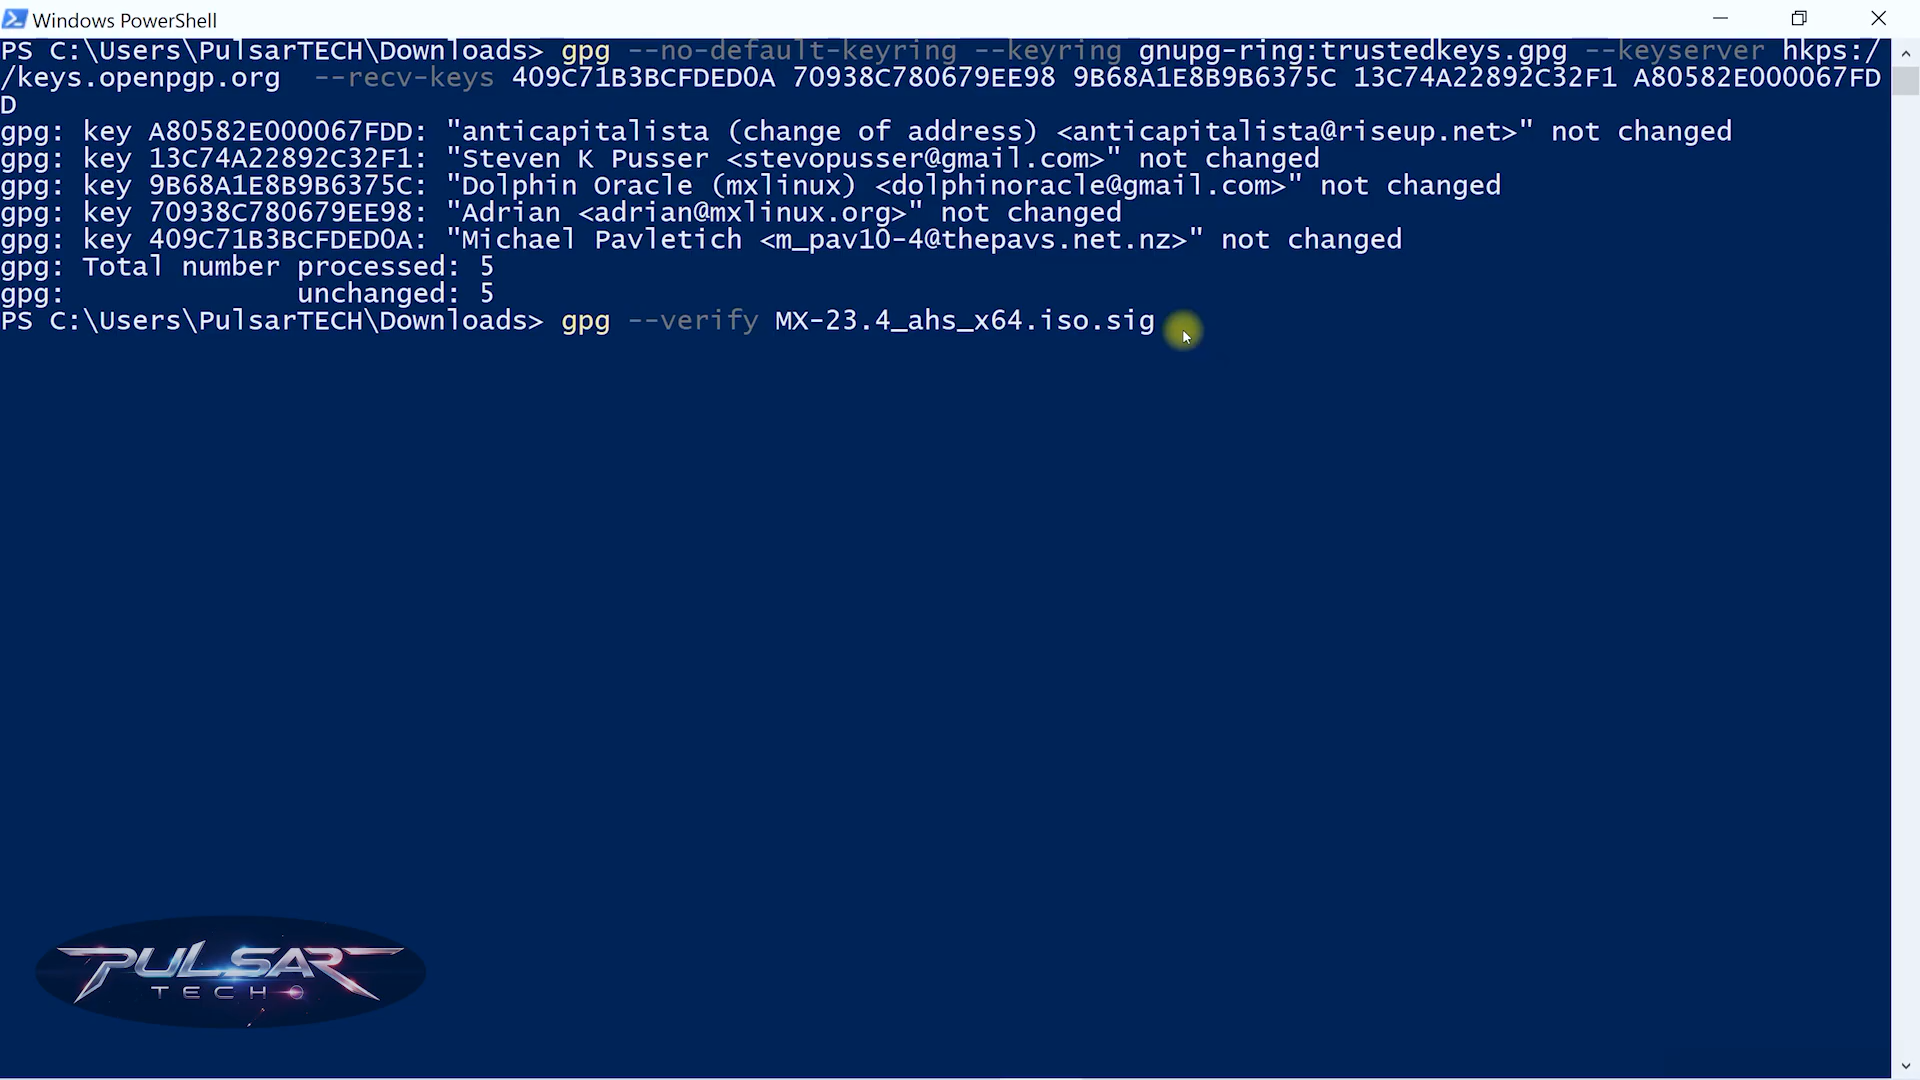 Windows PowerShell
PS C:\Users\PulsarTECH\Downloads> gpg --no-default-keyring --keyring gnupg-ring:trustedkeys.gpg --keyserver hkps:/
/keys.openpgp.org  --recv-keys 409C71B3BCFDED0A 70938C780679EE98 9B68A1E8B9B6375C 13C74A22892C32F1 A80582E000067FD
D
gpg: key A80582E000067FDD: "anticapitalista (change of address) <anticapitalista@riseup.net>" not changed
gpg: key 13C74A22892C32F1: "Steven K Pusser <stevopusser@gmail.com>" not changed
gpg: key 9B68A1E8B9B6375C: "Dolphin Oracle (mxlinux) <dolphinoracle@gmail.com>" not changed
gpg: key 70938C780679EE98: "Adrian <adrian@mxlinux.org>" not changed
gpg: key 409C71B3BCFDED0A: "Michael Pavletich <m_pav10-4@thepavs.net.nz>" not changed
gpg: Total number processed: 5
gpg:              unchanged: 5
PS C:\Users\PulsarTECH\Downloads> gpg --verify MX-23.4_ahs_x64.iso.sig
PULSAR
TECH